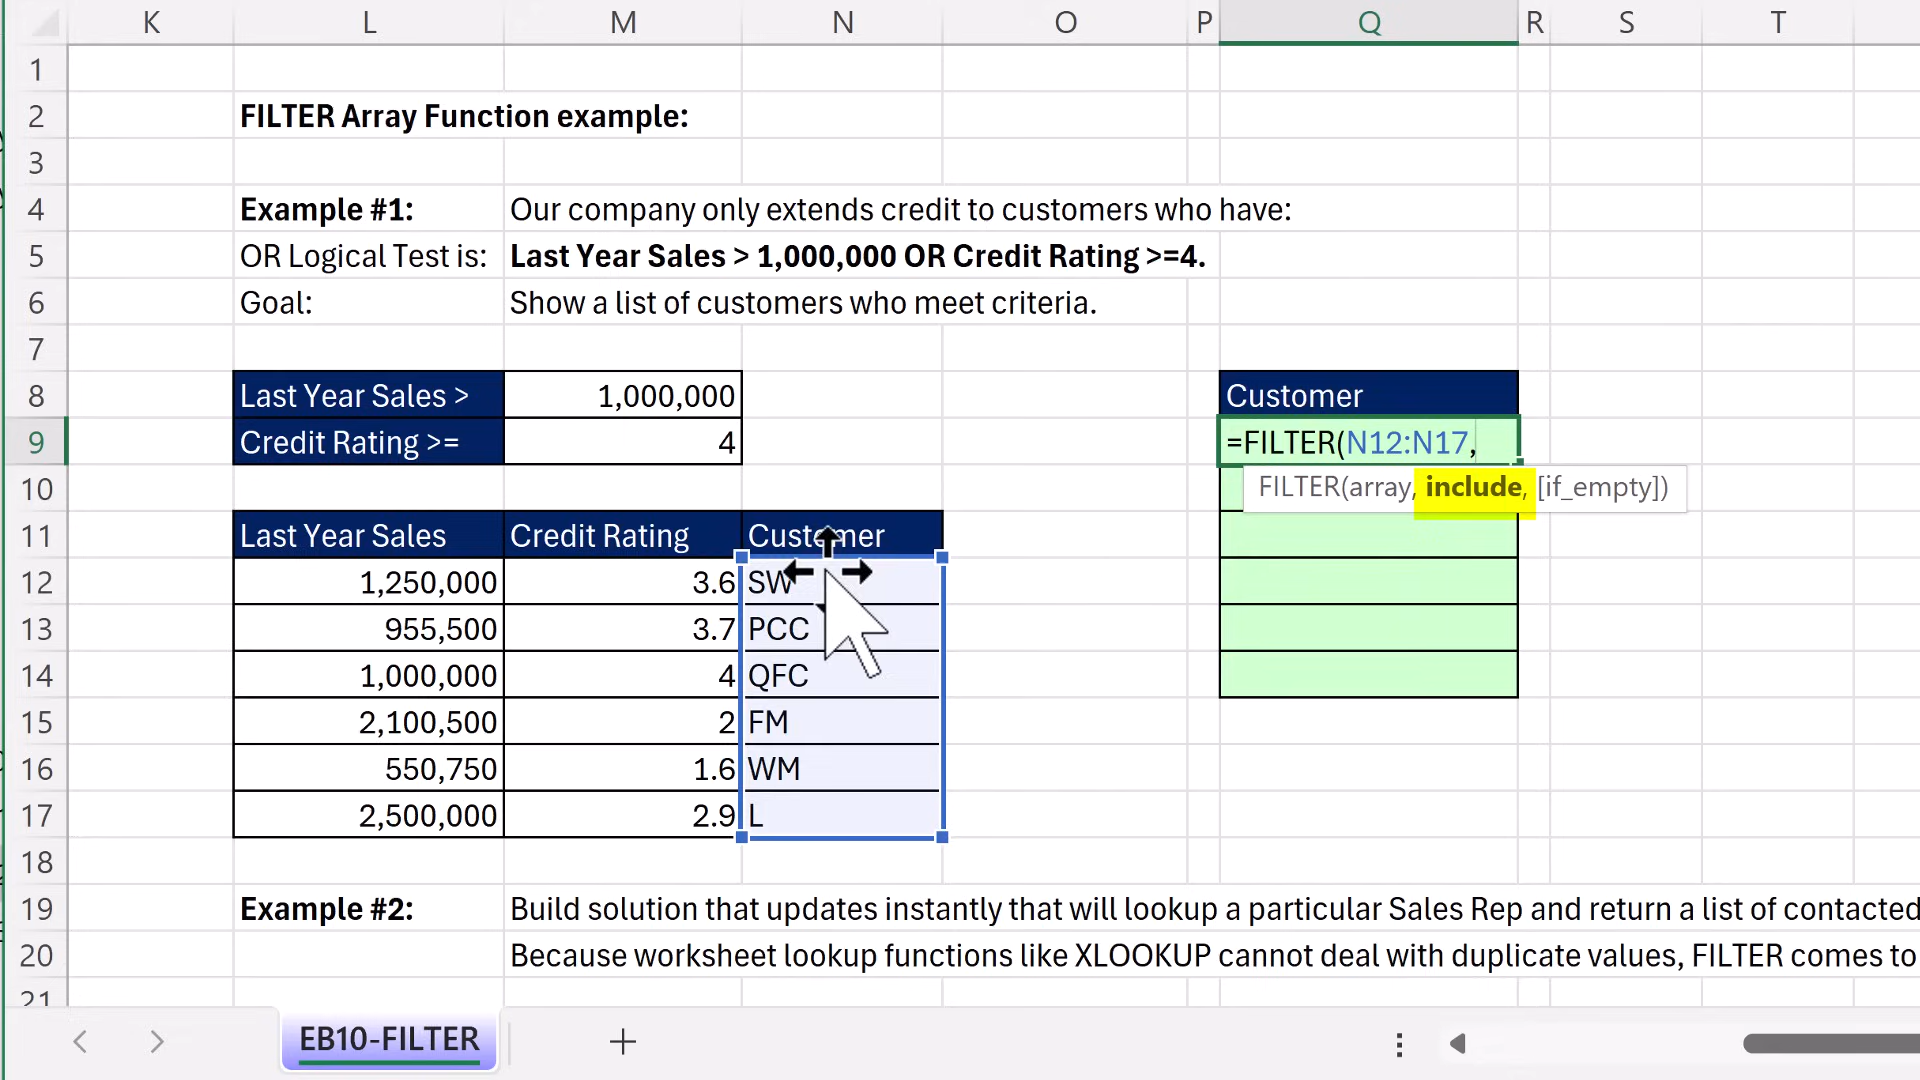 K L M N O P Q R S T
1
2 FILTER Array Function example:
3
4 Example #1: Our company only extends credit to customers who have:
5 OR Logical Test is: Last Year Sales > 1,000,000 OR Credit Rating >=4.
6 Goal: Show a list of customers who meet criteria.
7
8 Last Year Sales > 1,000,000 Customer
9 Credit Rating >= 4 =FILTER(N12:N17,
10 FILTER(array, include, [if_empty])
11 Last Year Sales Credit Rating Customer
12 1,250,000 3.6 SW
13 955,500 3.7 PCC
14 1,000,000 4 QFC
15 2,100,500 2 FM
16 550,750 1.6 WM
17 2,500,000 2.9 L
18
19 Example #2: Build solution that updates instantly that will lookup a particular Sales Rep and return a list of contacted
20 Because worksheet lookup functions like XLOOKUP cannot deal with duplicate values, FILTER comes to
21
EB10-FILTER